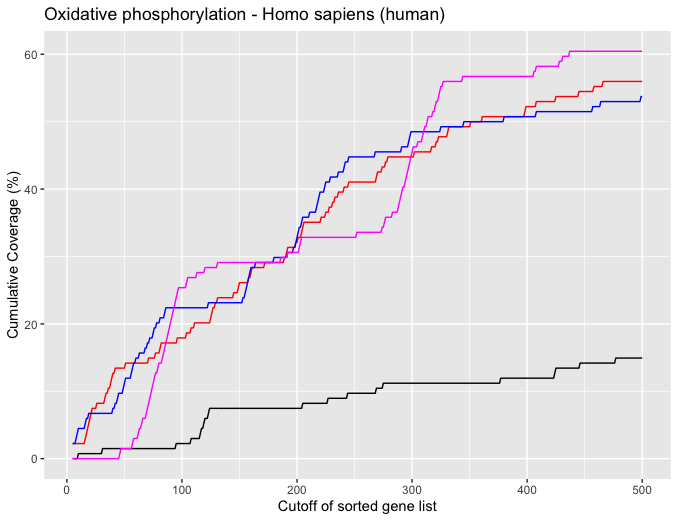 Oxidative phosphorylation - Homo sapiens (human)
Cumulative Coverage (%)
60
40
20
0
0 100 200 300 400 500
Cutoff of sorted gene list